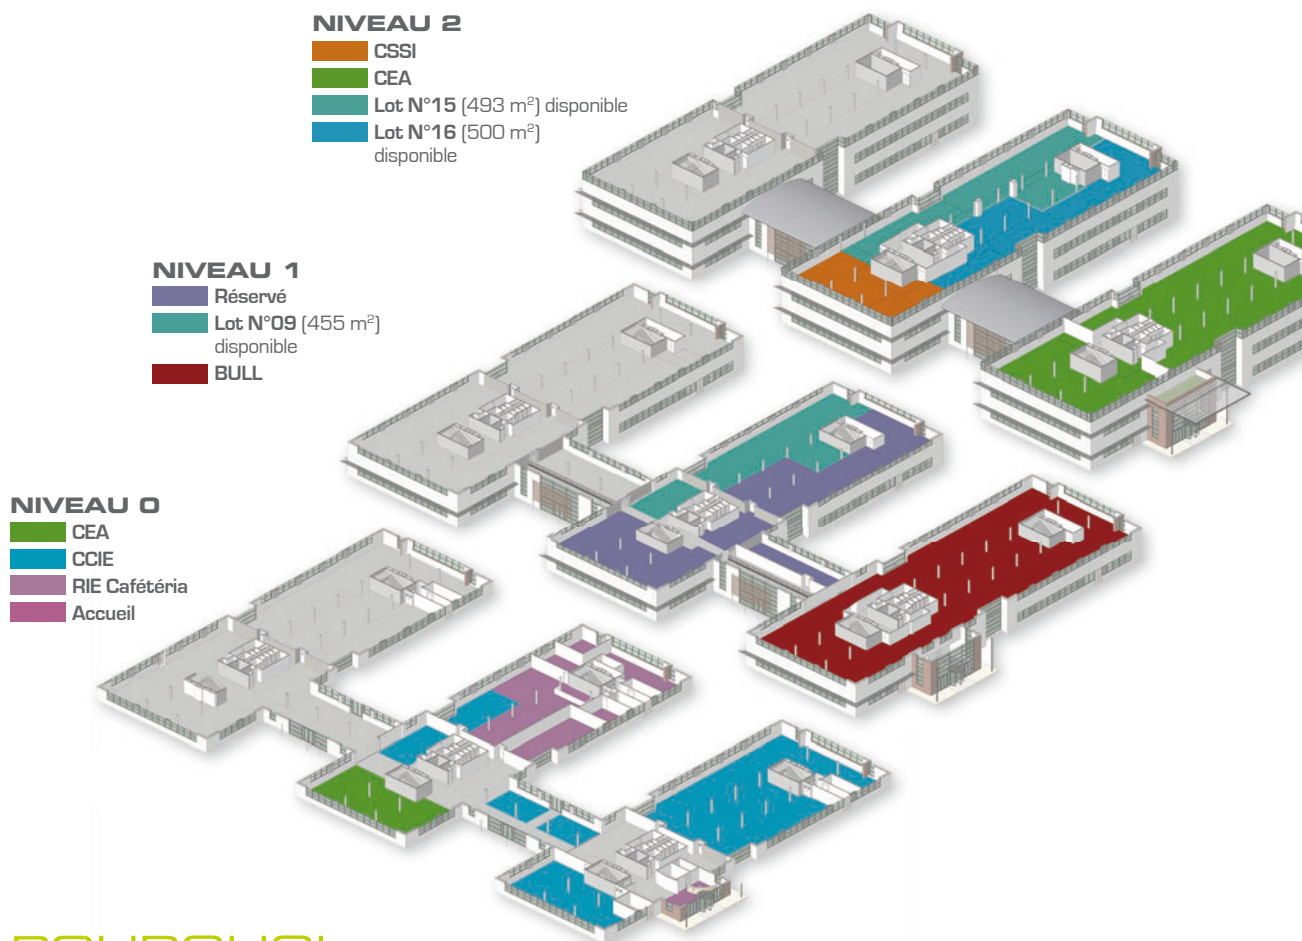 NIVEAU 2
CSSI
CEA
Lot N°15 (493 m²) disponible
Lot N°16 (500 m²)
disponible
NIVEAU 1
Réservé
Lot N°09 (455 m²)
disponible
BULL
NIVEAU 0
CEA
CCIE
RIE Cafétéria
Accueil